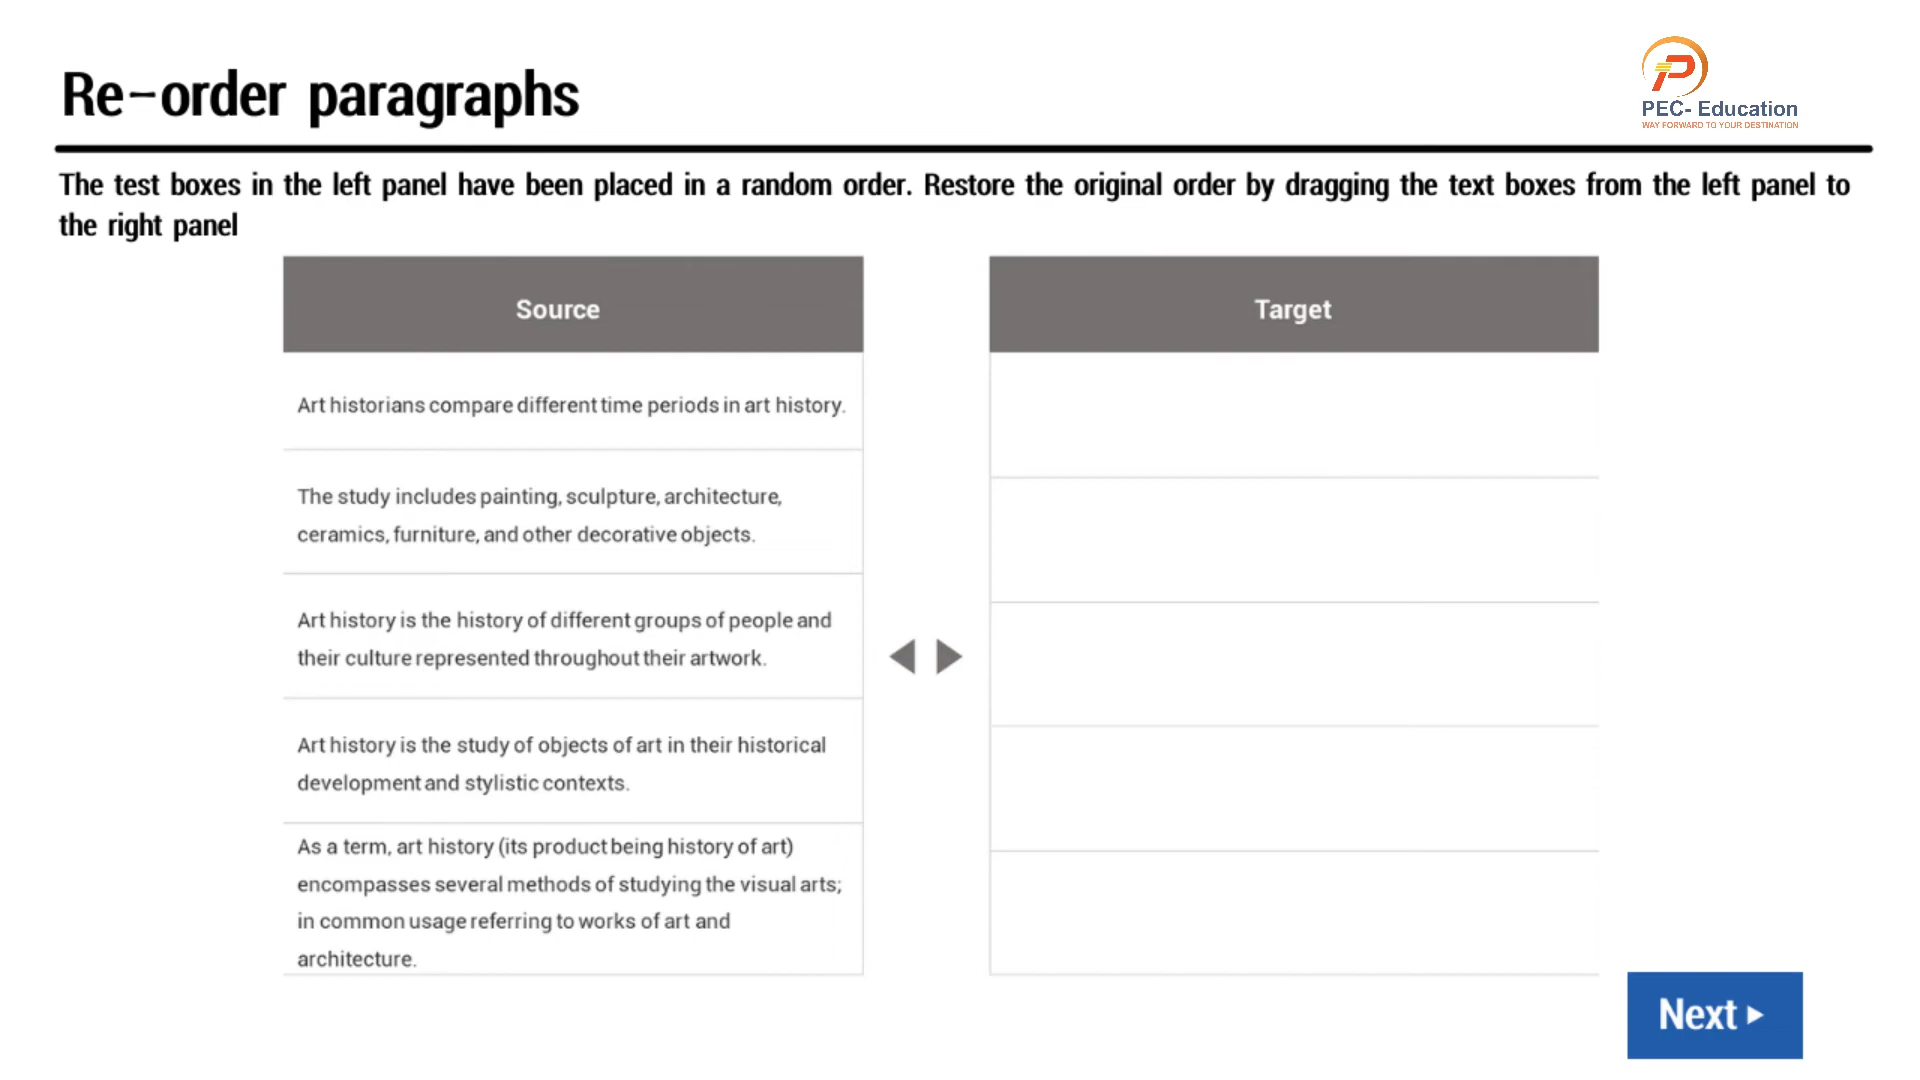 Re-order paragraphs
PEC- Education
WAY FORWARD TO YOUR DESTINATION
The test boxes in the left panel have been placed in a random order. Restore the original order by dragging the text boxes from the left panel to
the right panel
Source
Art historians compare different time periods in art history.
The study includes painting, sculpture, architecture,
ceramics, furniture, and other decorative objects.
Art history is the history of different groups of people and
their culture represented throughout their artwork.
Art history is the study of objects of art in their historical
development and stylistic contexts.
As a term, art history (its product being history of art)
encompasses several methods of studying the visual arts;
in common usage referring to works of art and
architecture.
Target
Next